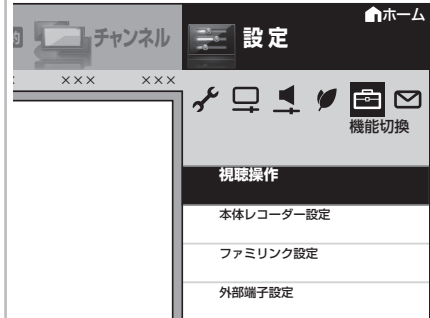 ホーム
チャンネル
設定
××× ×××
機能切換
視聴操作
本体レコーダー設定
ファミリンク設定
外部端子設定